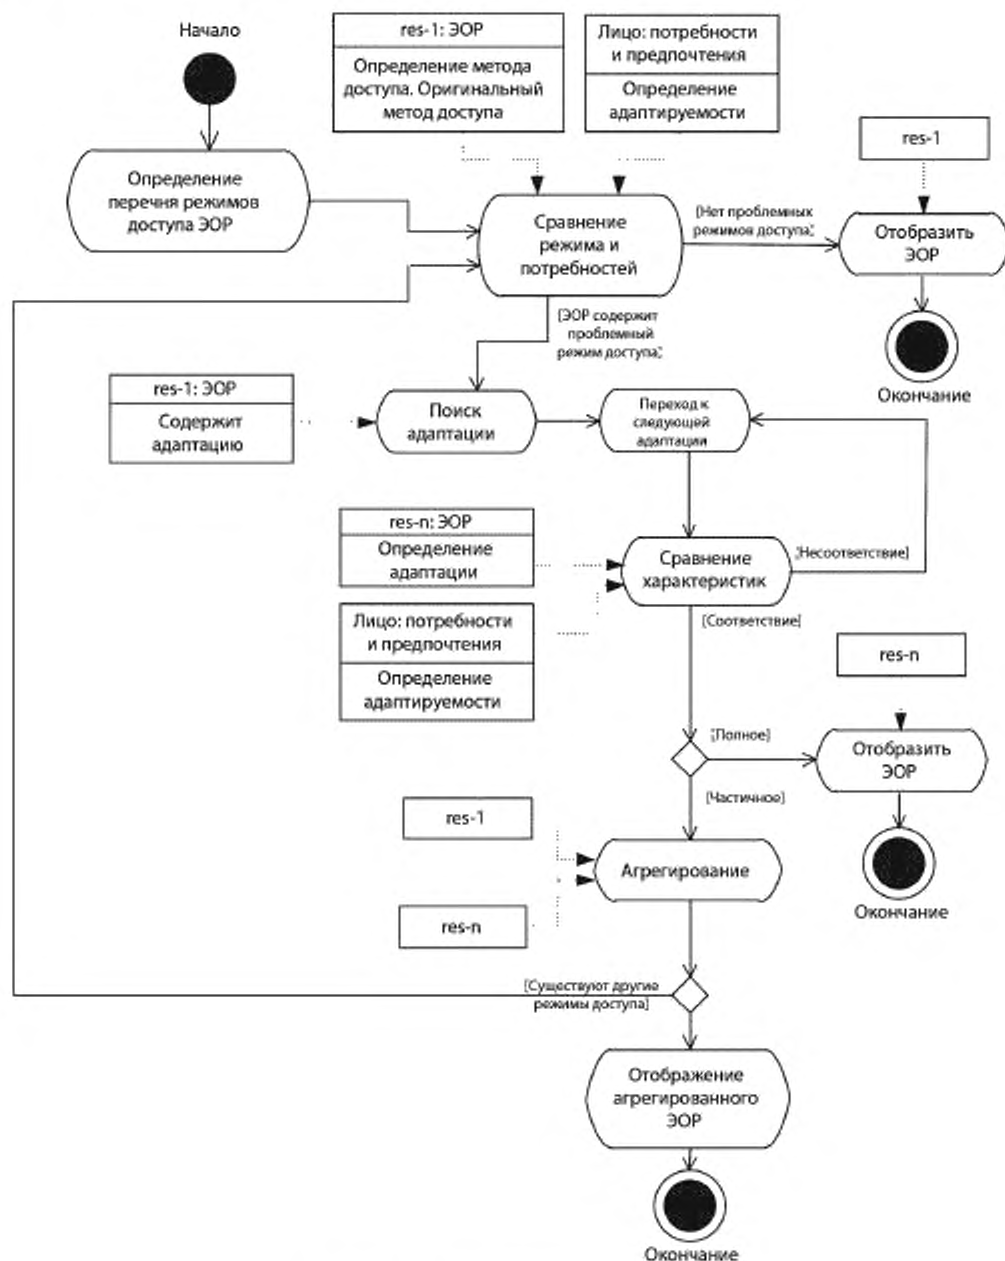 Начало
res-1: ЭОР
Определение метода
доступа. Оригинальный
метод доступа
Лицо: потребности
и предпочтения
Определение
адаптируемости
res-1
Определение
перечня режимов
доступа ЭОР
Сравнение
режима и
потребностей
[Нет проблемных
режимов доступа]
Отобразить
ЭОР
Окончание
[ЭОР содержит
проблемный
режим доступа]
res-1: ЭОР
Содержит
адаптацию
Поиск
адаптации
Переход к
следующей
адаптации
res-n: ЭОР
Определение
адаптации
Сравнение
характеристик
[Несоответствие]
Лицо: потребности
и предпочтения
Определение
адаптируемости
[Соответствие]
res-n
[Полное]
Отобразить
ЭОР
Окончание
[Частичное]
res-1
Агрегирование
res-n
[Существуют другие
режимы доступа]
Отображение
агрегированного
ЭОР
Окончание